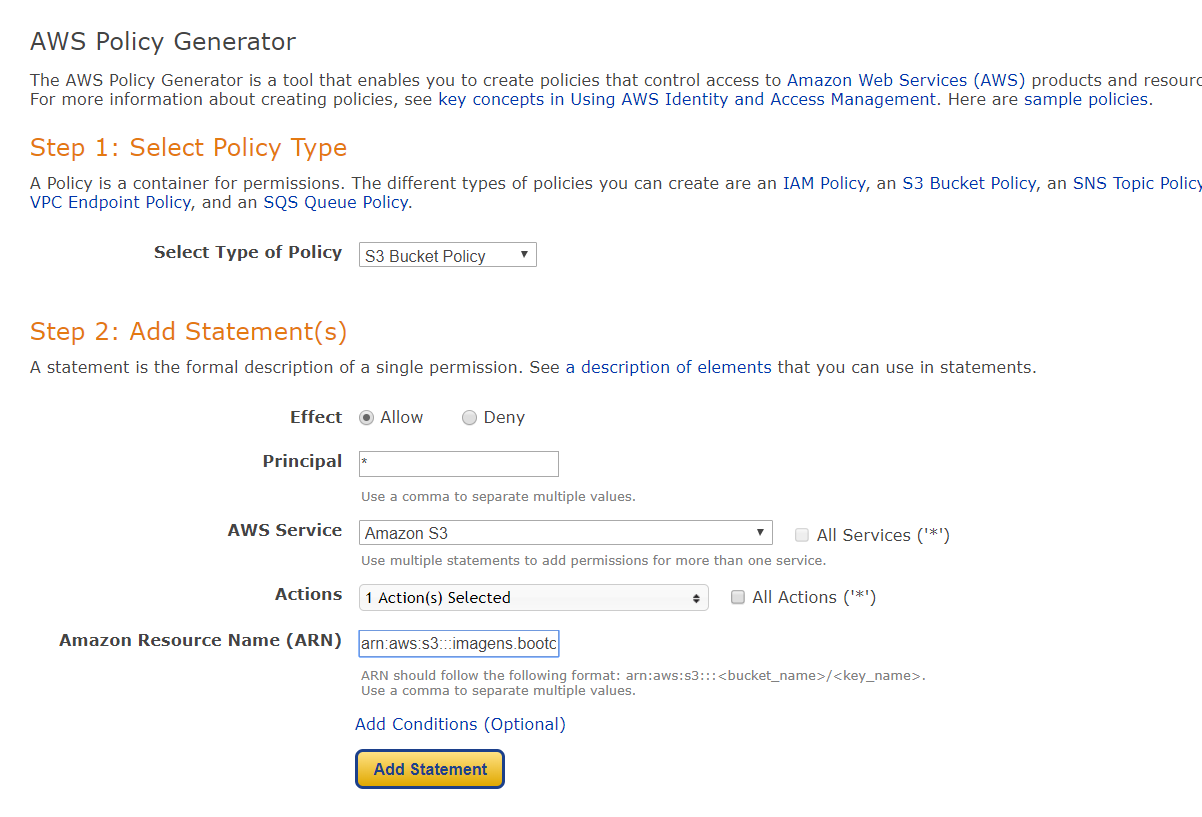 AWS Policy Generator
The AWS Policy Generator is a tool that enables you to create policies that control access to Amazon Web Services (AWS) products and resourc
For more information about creating policies, see key concepts in Using AWS Identity and Access Management. Here are sample policies.
Step 1: Select Policy Type
A Policy is a container for permissions. The different types of policies you can create are an IAM Policy, an S3 Bucket Policy, an SNS Topic Policy
VPC Endpoint Policy, and an SQS Queue Policy.
Select Type of Policy S3 Bucket Policy
Step 2: Add Statement(s)
A statement is the formal description of a single permission. See a description of elements that you can use in statements.
Effect Allow Deny
Principal *
Use a comma to separate multiple values.
AWS Service Amazon S3 All Services ('*')
Use multiple statements to add permissions for more than one service.
Actions 1 Action(s) Selected All Actions ('*')
Amazon Resource Name (ARN) arn:aws:s3:::imagens.bootc
ARN should follow the following format: arn:aws:s3:::<bucket_name>/<key_name>.
Use a comma to separate multiple values.
Add Conditions (Optional)
Add Statement